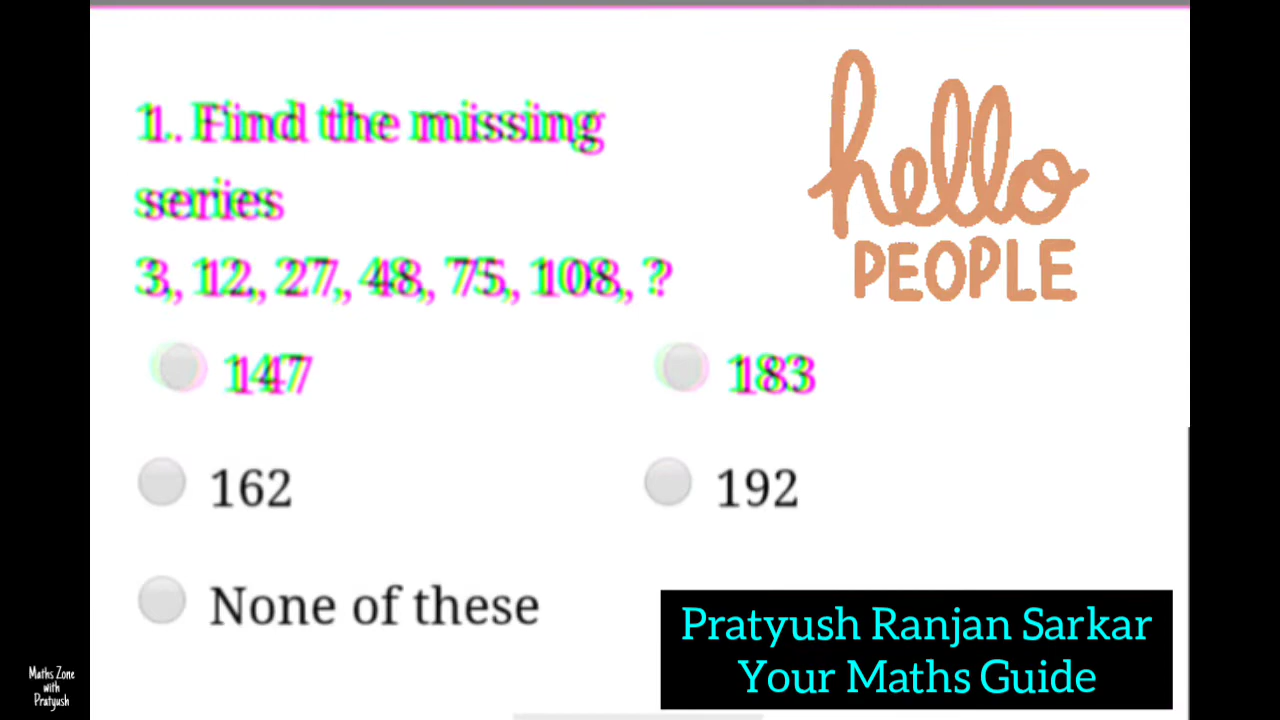 1. Find the missing
series
3, 12, 27, 48, 75, 108, ?
147
183
162
192
None of these
hello
PEOPLE
Pratyush Ranjan Sarkar
Your Maths Guide
Maths Zone
with
Pratyush